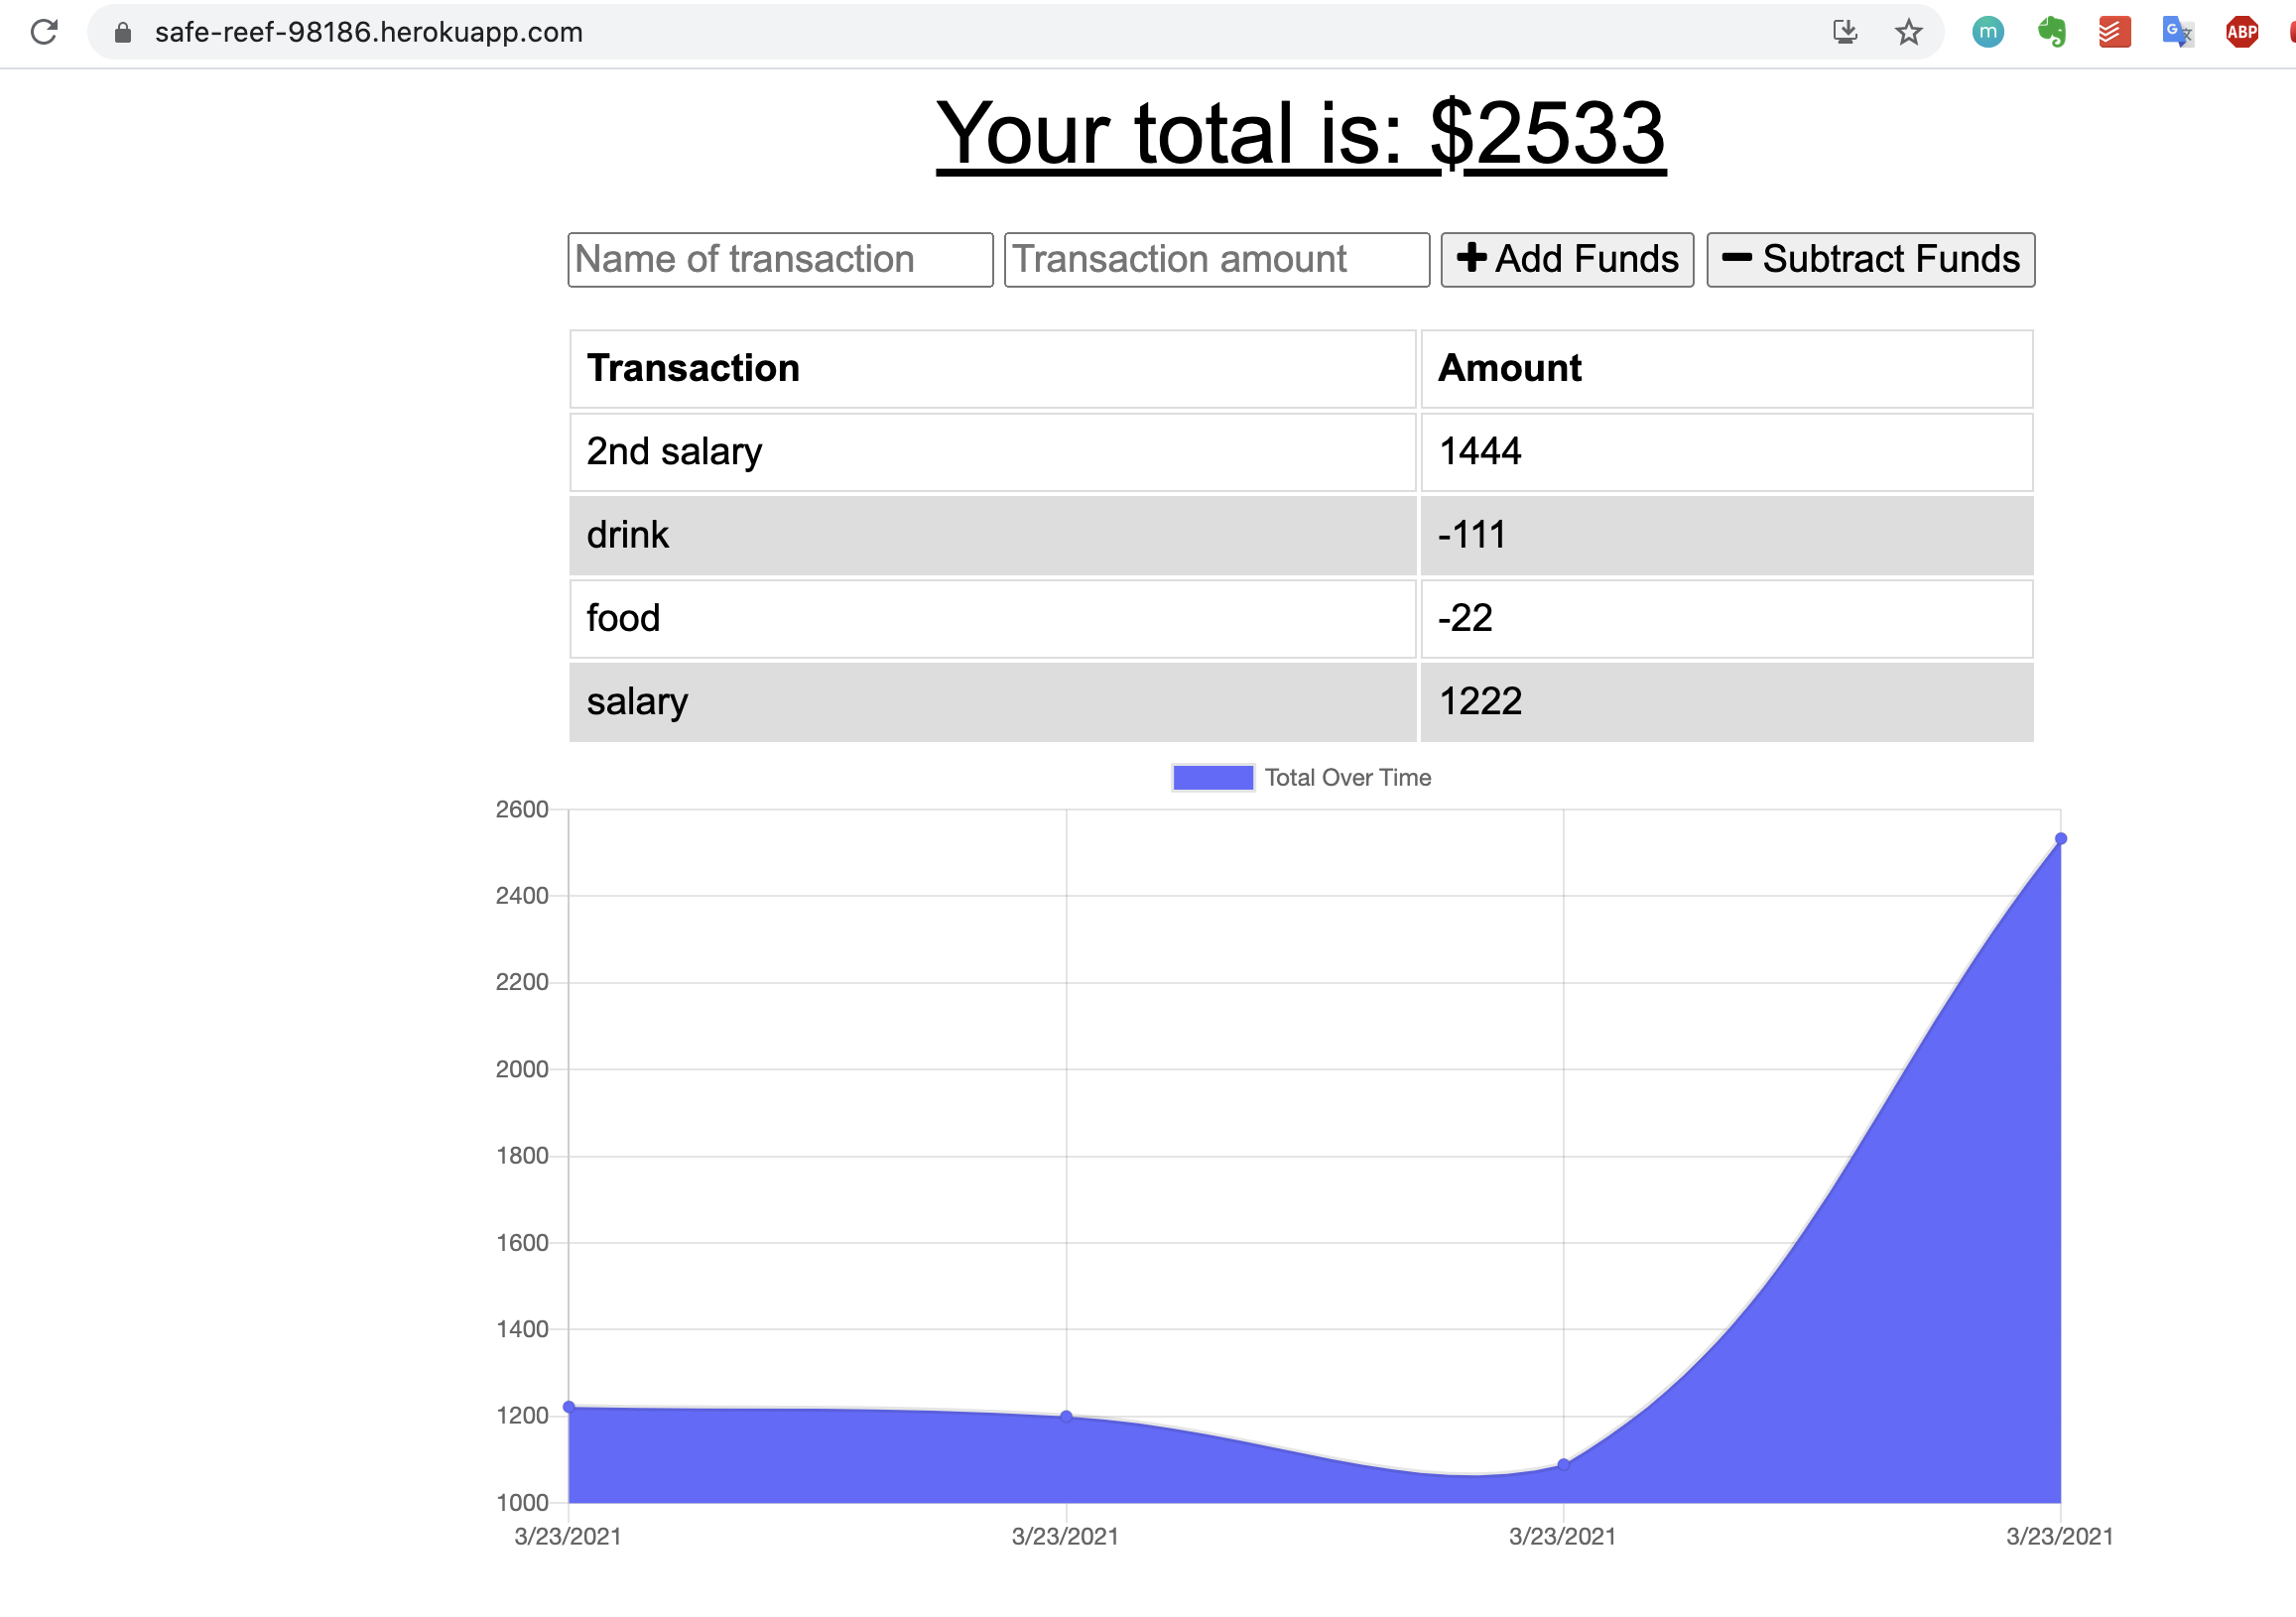 safe-reef-98186.herokuapp.com
m
G
ABP
Your total is: $2533
Name of transaction Transaction amount Add Funds Subtract Funds
Transaction Amount
2nd salary 1444
drink -111
food -22
salary 1222
Total Over Time
2600
2400
2200
2000
1800
1600
1400
1200
1000
3/23/2021 3/23/2021 3/23/2021 3/23/2021